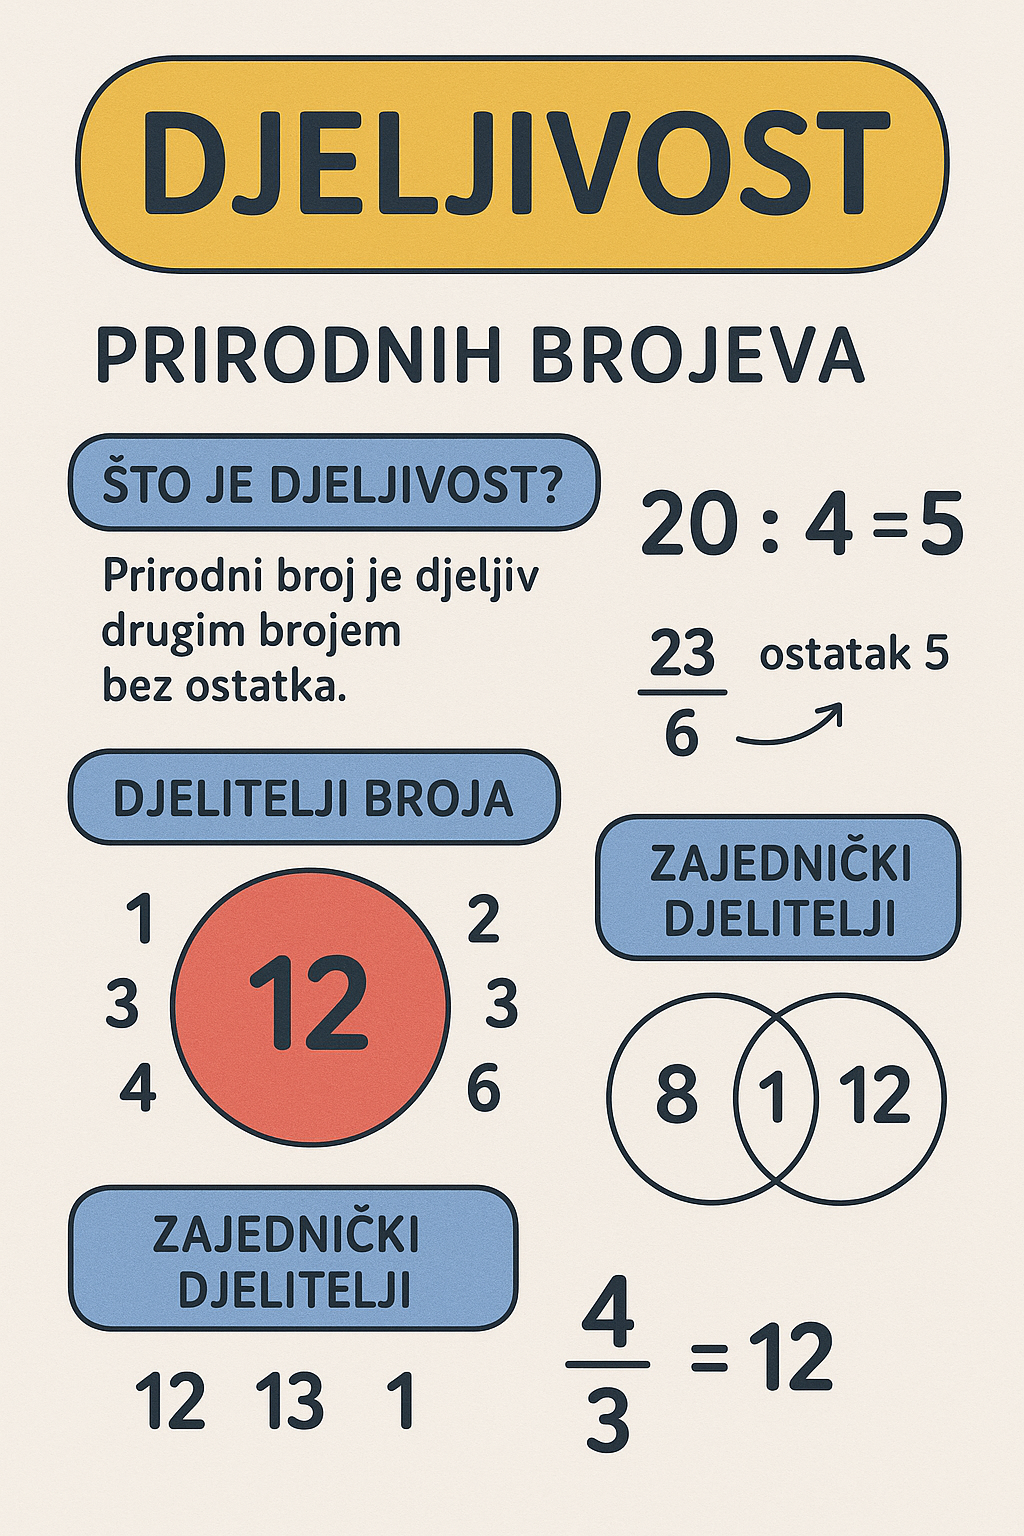 DJELJIVOST
PRIRODNIH BROJEVA
ŠTO JE DJELJIVOST?
Prirodni broj je djeljiv
drugim brojem
bez ostatka.
20 : 4 = 5
23
6
ostatak 5
DJELITELJI BROJA
1
2
3
12
3
4
6
ZAJEDNIČKI
DJELITELJI
8 1 12
ZAJEDNIČKI
DJELITELJI
12 13 1
4
3
= 12